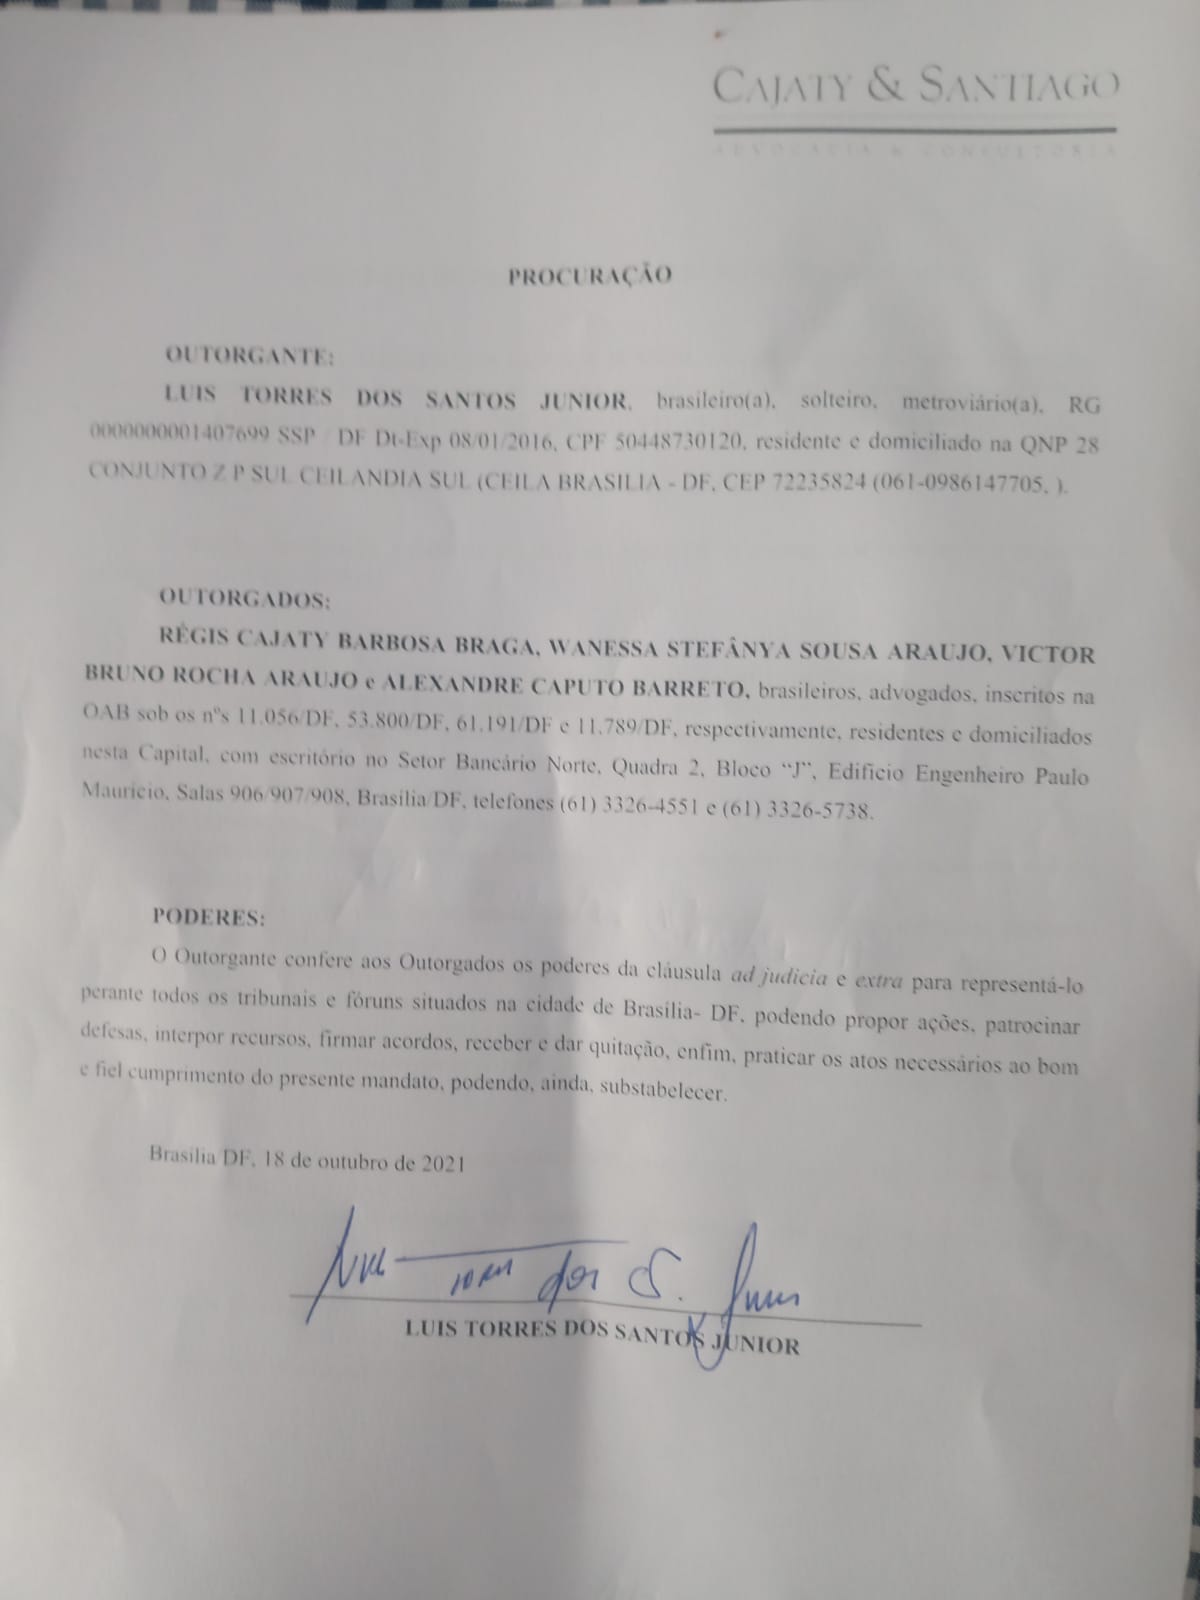 CAJATY & SANTIAGO
ADVOCACIA & CONSULTORIA
PROCURAÇÃO
OUTORGANTE:
LUIS TORRES DOS SANTOS JUNIOR, brasileiro(a), solteiro, metroviário(a), RG
0000000001407699 SSP / DF Dt-Exp 08/01/2016, CPF 50448730120, residente e domiciliado na QNP 28
CONJUNTO Z P SUL CEILANDIA SUL (CEILA BRASILIA - DF, CEP 72235824 (061-0986147705, ).
OUTORGADOS:
RÉGIS CAJATY BARBOSA BRAGA, WANESSA STEFÂNYA SOUSA ARAUJO, VICTOR
BRUNO ROCHA ARAUJO e ALEXANDRE CAPUTO BARRETO, brasileiros, advogados, inscritos na
OAB sob os nºs 11.056/DF, 53.800/DF, 61.191/DF e 11.789/DF, respectivamente, residentes e domiciliados
nesta Capital, com escritório no Setor Bancário Norte, Quadra 2, Bloco “J”, Edifício Engenheiro Paulo
Maurício, Salas 906/907/908, Brasília/DF, telefones (61) 3326-4551 e (61) 3326-5738.
PODERES:
O Outorgante confere aos Outorgados os poderes da cláusula ad judicia e extra para representá-lo
perante todos os tribunais e fóruns situados na cidade de Brasília- DF, podendo propor ações, patrocinar
defesas, interpor recursos, firmar acordos, receber e dar quitação, enfim, praticar os atos necessários ao bom
e fiel cumprimento do presente mandato, podendo, ainda, substabelecer.
Brasília/DF, 18 de outubro de 2021
dos S.
LUIS TORRES DOS SANTOS JUNIOR